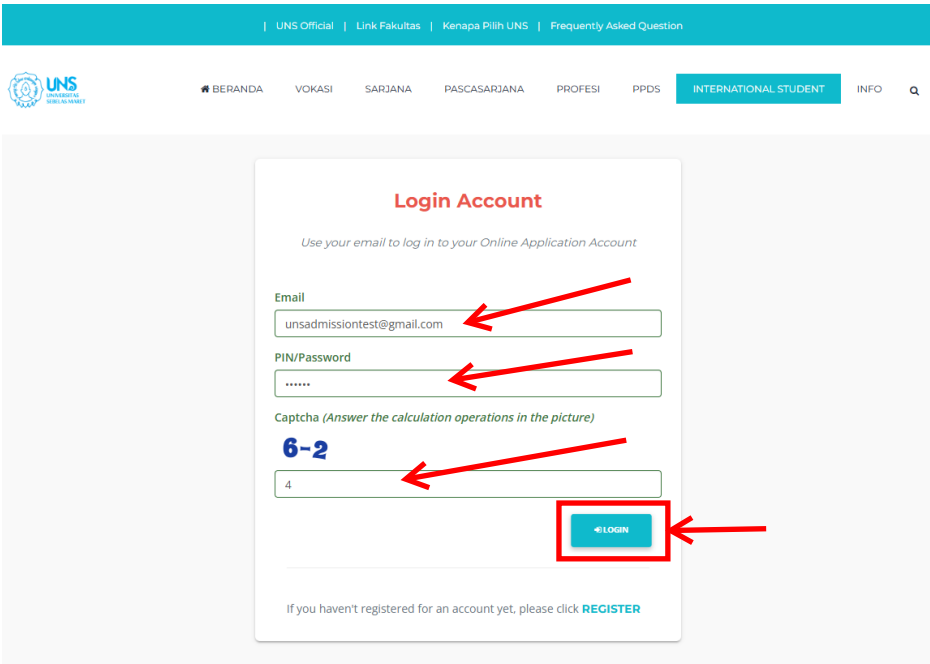 | UNS Official | Link Fakultas | Kenapa Pilih UNS | Frequently Asked Question
UNS
UNIVERSITAS
SEBELAS MARET
BERANDA VOKASI SARJANA PASCASARJANA PROFESI PPDS INTERNATIONAL STUDENT INFO
Login Account
Use your email to log in to your Online Application Account
Email
unsadmissiontest@gmail.com
PIN/Password
••••••
Captcha (Answer the calculation operations in the picture)
6-2
4
LOGIN
If you haven't registered for an account yet, please click REGISTER